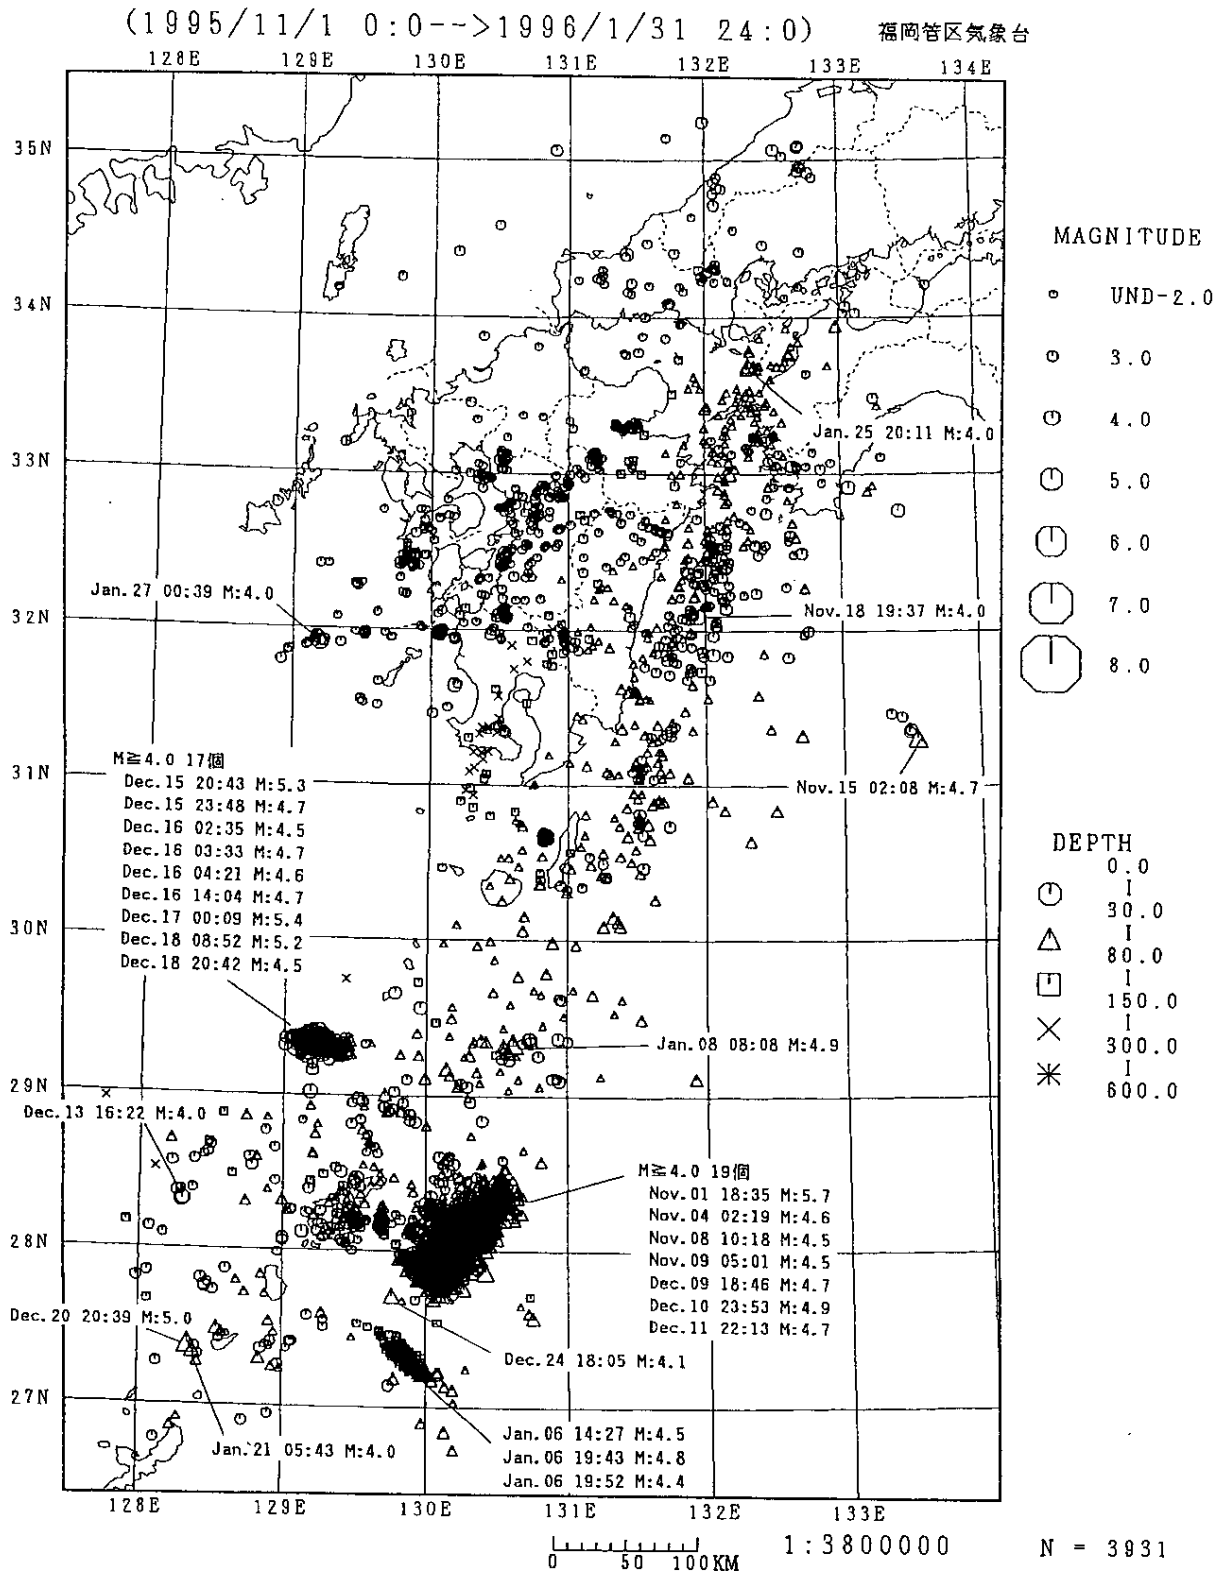 (1995/11/1 0:0-->1996/1/31 24:0) 福岡管区気象台
128E 129E 130E 131E 132E 133E 134E
35N
34N
33N
32N
31N
30N
29N
28N
27N
MAGNITUDE
UND-2.0
3.0
4.0
5.0
6.0
7.0
8.0
Jan.25 20:11 M:4.0
Jan.27 00:39 M:4.0
Nov.18 19:37 M:4.0
Nov.15 02:08 M:4.7
M≧4.0 17個
Dec.15 20:43 M:5.3
Dec.15 23:48 M:4.7
Dec.16 02:35 M:4.5
Dec.16 03:33 M:4.7
Dec.16 04:21 M:4.6
Dec.16 14:04 M:4.7
Dec.17 00:09 M:5.4
Dec.18 08:52 M:5.2
Dec.18 20:42 M:4.5
DEPTH
0.0
I
30.0
I
80.0
I
150.0
I
300.0
I
600.0
Jan.08 08:08 M:4.9
Dec.13 16:22 M:4.0
M≧4.0 19個
Nov.01 18:35 M:5.7
Nov.04 02:19 M:4.6
Nov.08 10:18 M:4.5
Nov.09 05:01 M:4.5
Dec.09 18:46 M:4.7
Dec.10 23:53 M:4.9
Dec.11 22:13 M:4.7
Dec.20 20:39 M:5.0
Dec.24 18:05 M:4.1
Jan.21 05:43 M:4.0
Jan.06 14:27 M:4.5
Jan.06 19:43 M:4.8
Jan.06 19:52 M:4.4
128E 129E 130E 131E 132E 133E
0 50 100KM
1:3800000
N = 3931